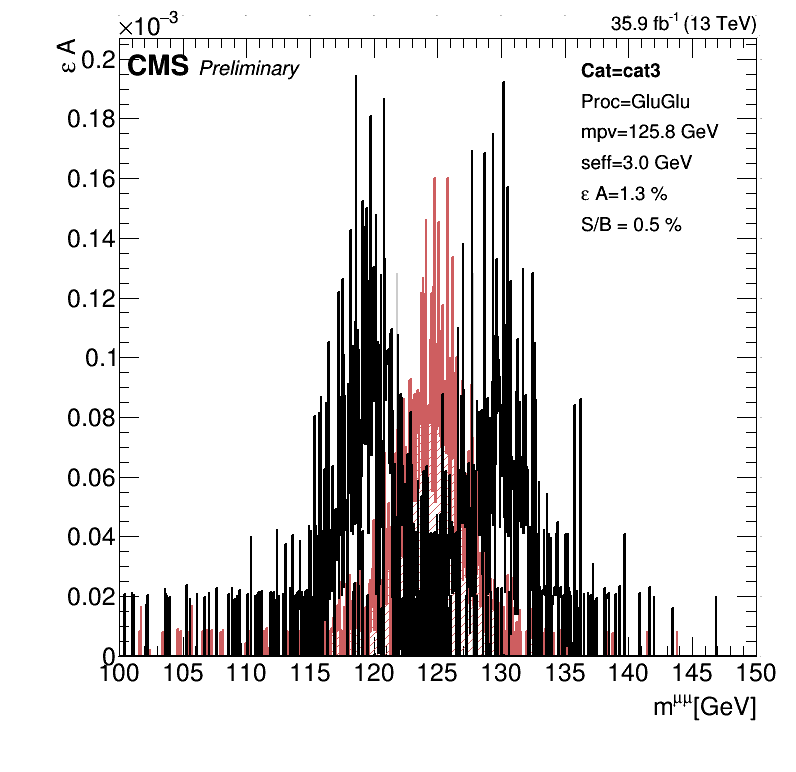 ×10⁻³
35.9 fb⁻¹ (13 TeV)
ε A
CMS Preliminary
Cat=cat3
Proc=GluGlu
mpv=125.8 GeV
seff=3.0 GeV
ε A=1.3 %
S/B = 0.5 %
0.2
0.18
0.16
0.14
0.12
0.1
0.08
0.06
0.04
0.02
0
100 105 110 115 120 125 130 135 140 145 150
m^μμ[GeV]